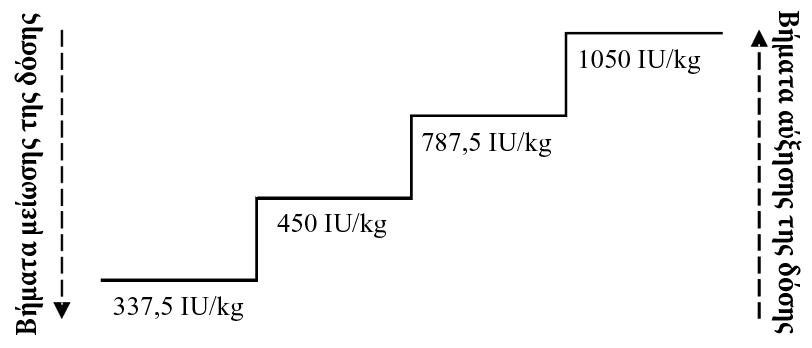 Βήματα μείωσης της δόσης
1050 IU/kg
787,5 IU/kg
450 IU/kg
337,5 IU/kg
Βήματα αύξησης της δόσης